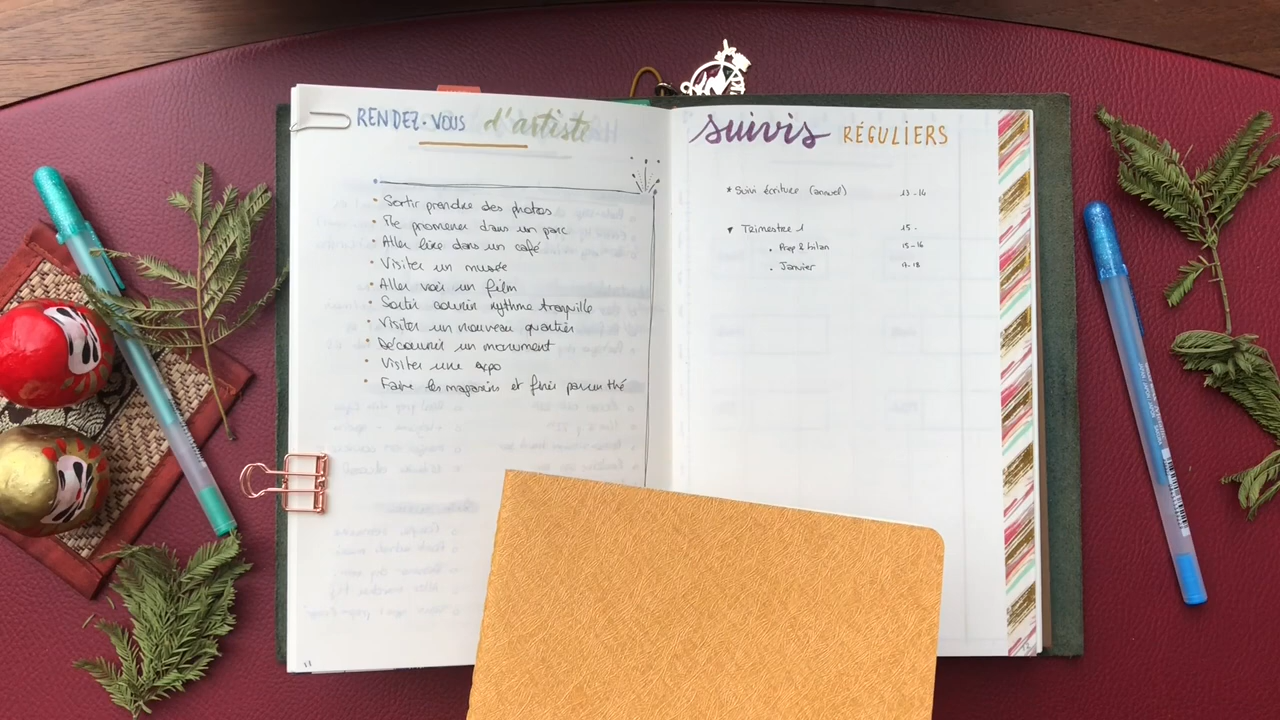 RENDEZ-VOUS d'artiste
• Sortir prendre des photos
• Me promener dans un parc
• Aller lire dans un café
• Visiter un musée
• Aller voir un film
• Sortir courir rythme tranquille
• Visiter un nouveau quartier
• Découvrir un monument
• Visiter une expo
• Faire les magasins et finir par un thé
suivis RÉGULIERS
* Suivi écriture (annuel) 13-14
▾ Trimestre 1 15-
• Prep & bilan 15-16
• Janvier 17-18